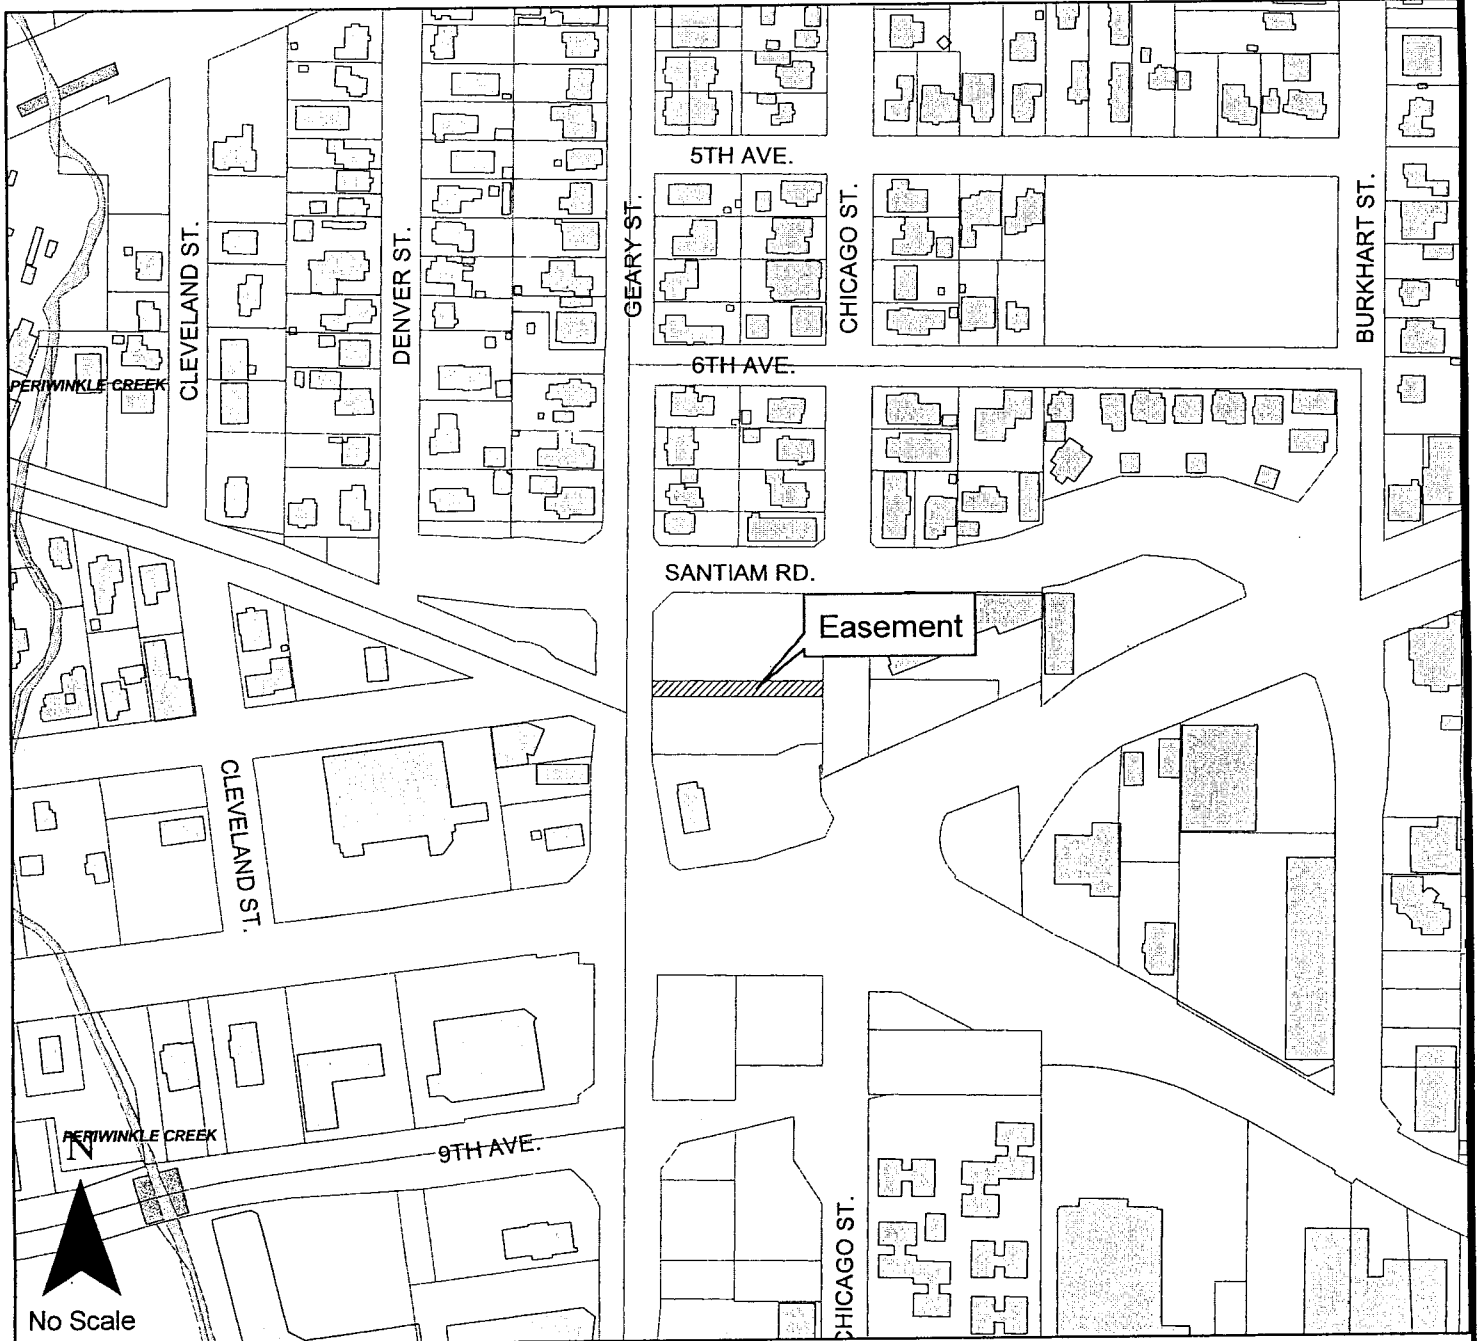 5TH AVE.
CLEVELAND ST.
DENVER ST.
GEARY ST.
CHICAGO ST.
BURKHART ST.
6TH AVE.
PERIWINKLE CREEK
SANTIAM RD.
Easement
CLEVELAND ST.
PERIWINKLE CREEK
N
9TH AVE.
CHICAGO ST.
No Scale